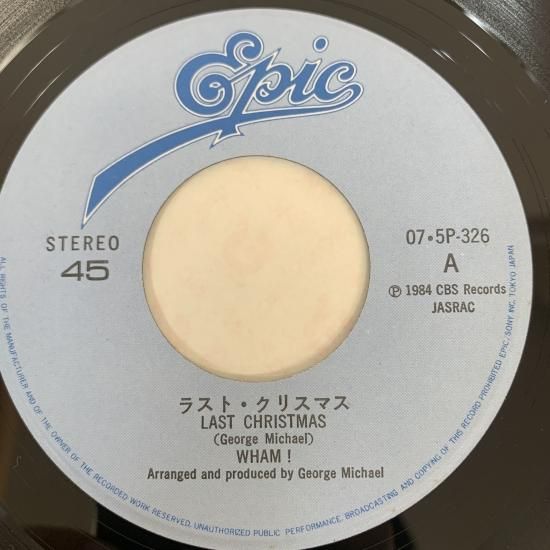 Epic
STEREO
45
07・5P-326
A
Ⓟ 1984 CBS Records
JASRAC
ラスト・クリスマス
LAST CHRISTMAS
(George Michael)
WHAM !
Arranged and produced by George Michael
ALL RIGHTS OF THE MANUFACTURER AND OF THE OWNER OF THE RECORDED WORK RESERVED. UNAUTHORIZED PUBLIC PERFORMANCE. BROADCASTING AND COPYING OF THIS RECORD PROHIBITED EPIC/SONY INC. TOKYO JAPAN